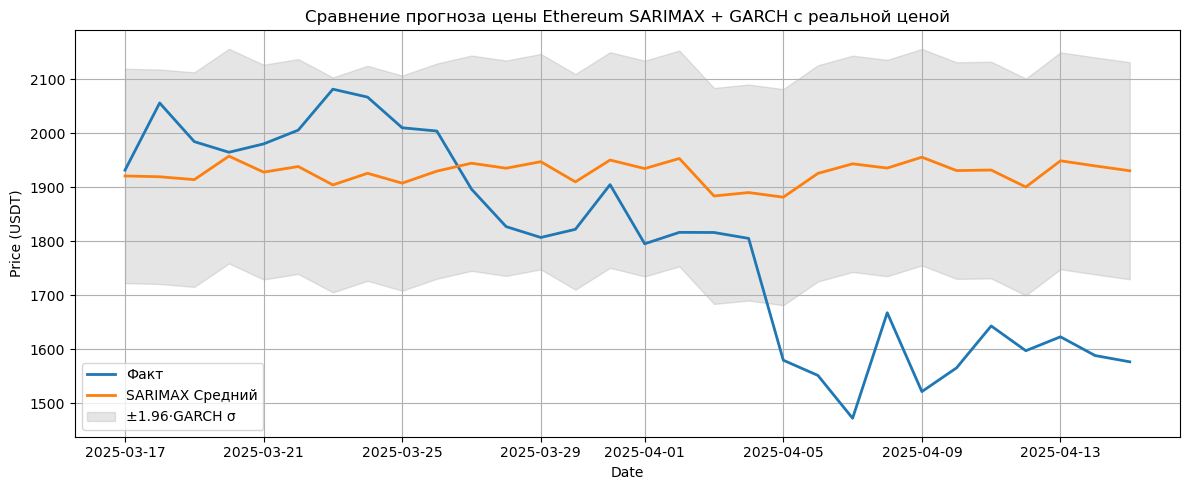 Сравнение прогноза цены Ethereum SARIMAX + GARCH с реальной ценой
Price (USDT)
2100
2000
1900
1800
1700
1600
1500
Факт
SARIMAX Средний
±1.96·GARCH σ
2025-03-17 2025-03-21 2025-03-25 2025-03-29 2025-04-01 2025-04-05 2025-04-09 2025-04-13
Date